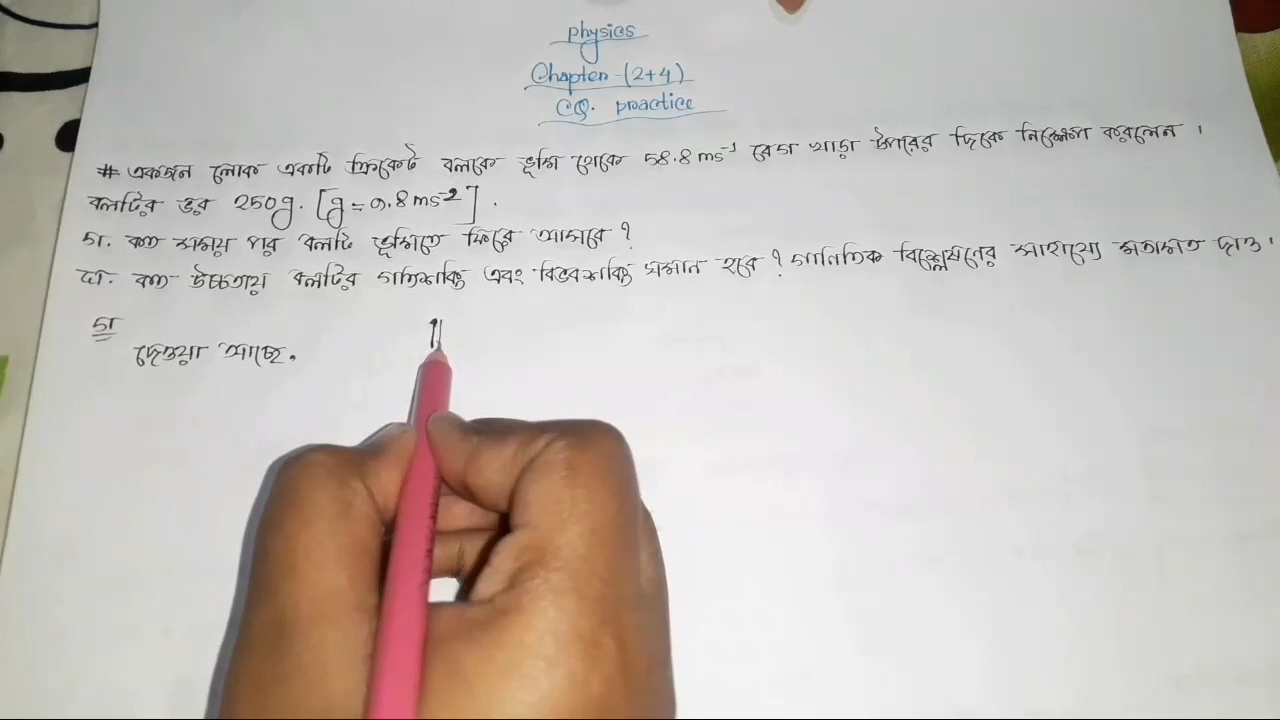 physics
Chapter-(2+4)
CQ. practice
# একজন লোক একটি ক্রিকেট বলকে ভূমি থেকে 58.8 ms⁻¹ বেগে খাড়া উপরের দিকে নিক্ষেপ করলেন ।
বলটির ভর 250g. [g = 9.8 ms⁻²].
গ. কত সময় পর বলটি ভূমিতে ফিরে আসবে ?
ঘ. কত উচ্চতায় বলটির গতিশক্তি এবং বিভবশক্তি সমান হবে ? গানিতিক বিশ্লেষনের সাহায্যে মতামত দাও ।
গ
দেওয়া আছে,